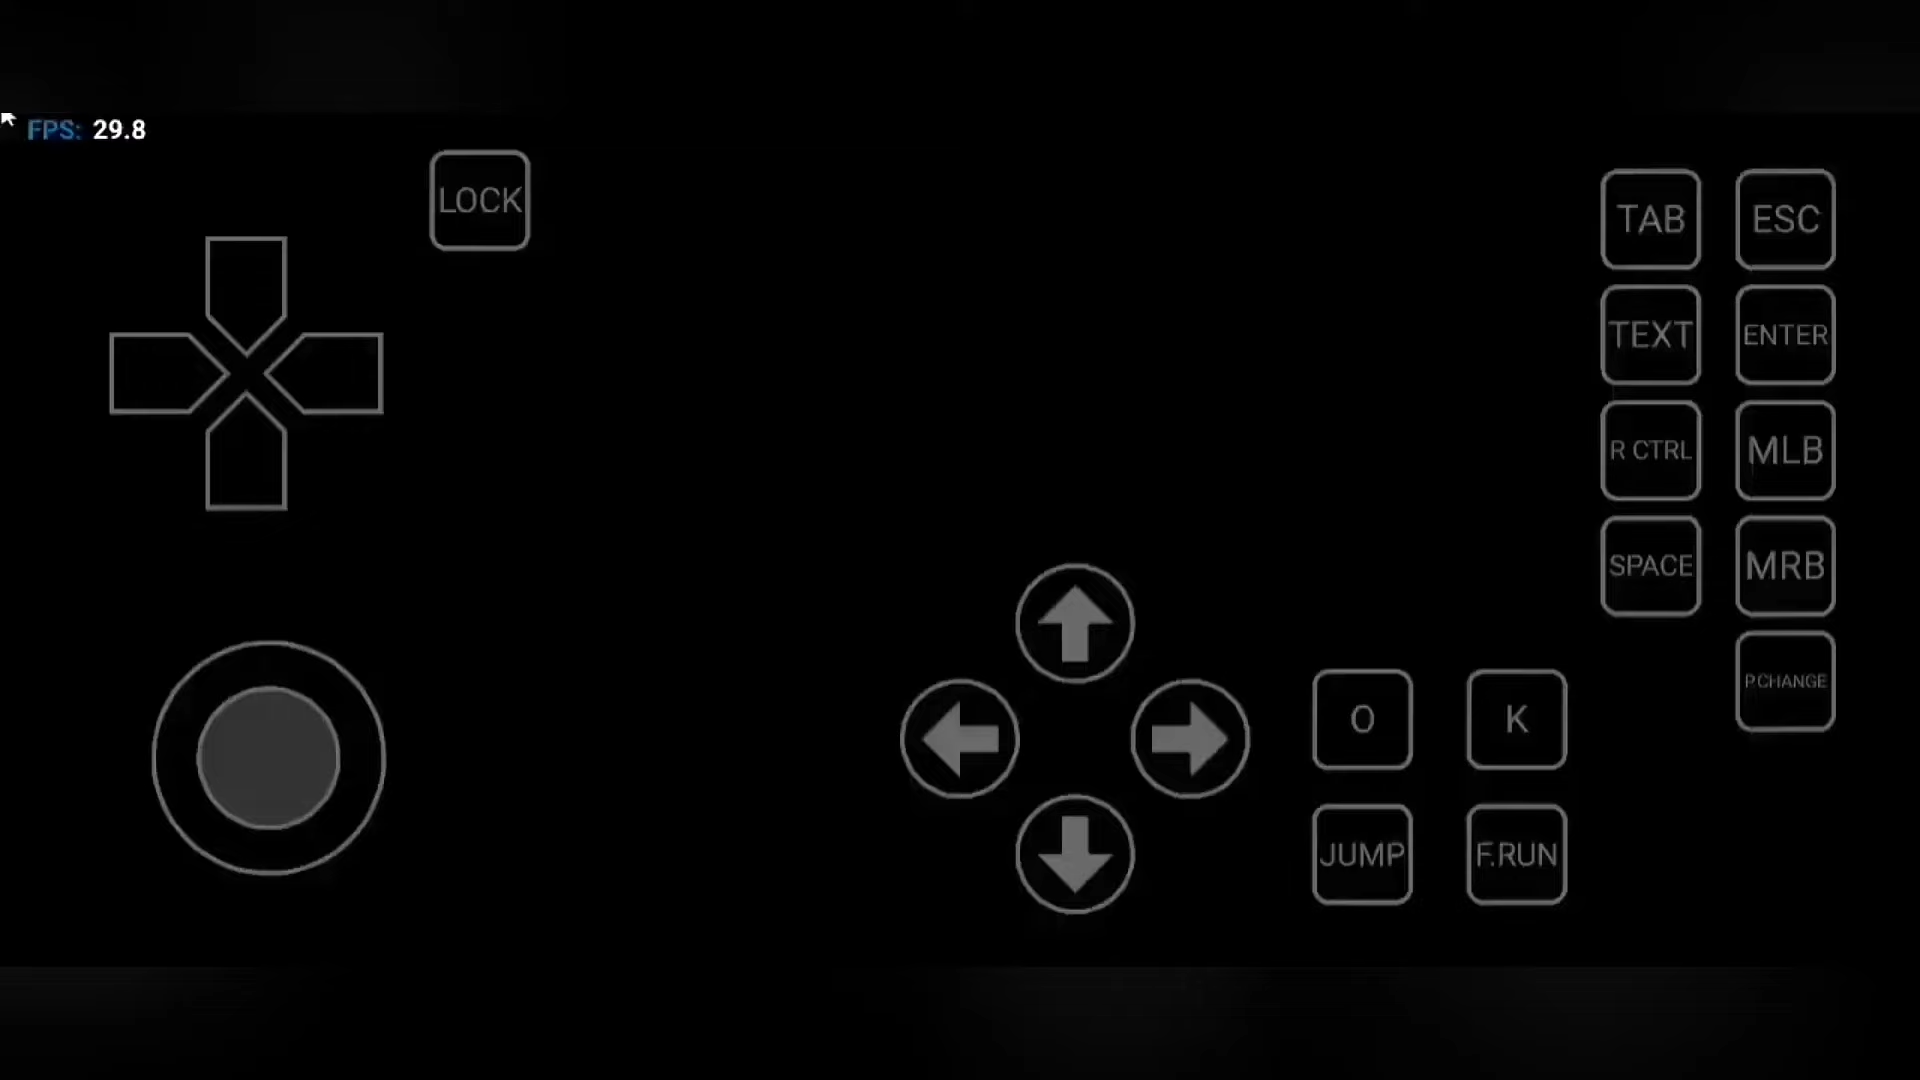 FPS: 29.8
LOCK
TAB ESC
TEXT ENTER
R CTRL MLB
SPACE MRB
P.CHANGE
O K
JUMP F.RUN